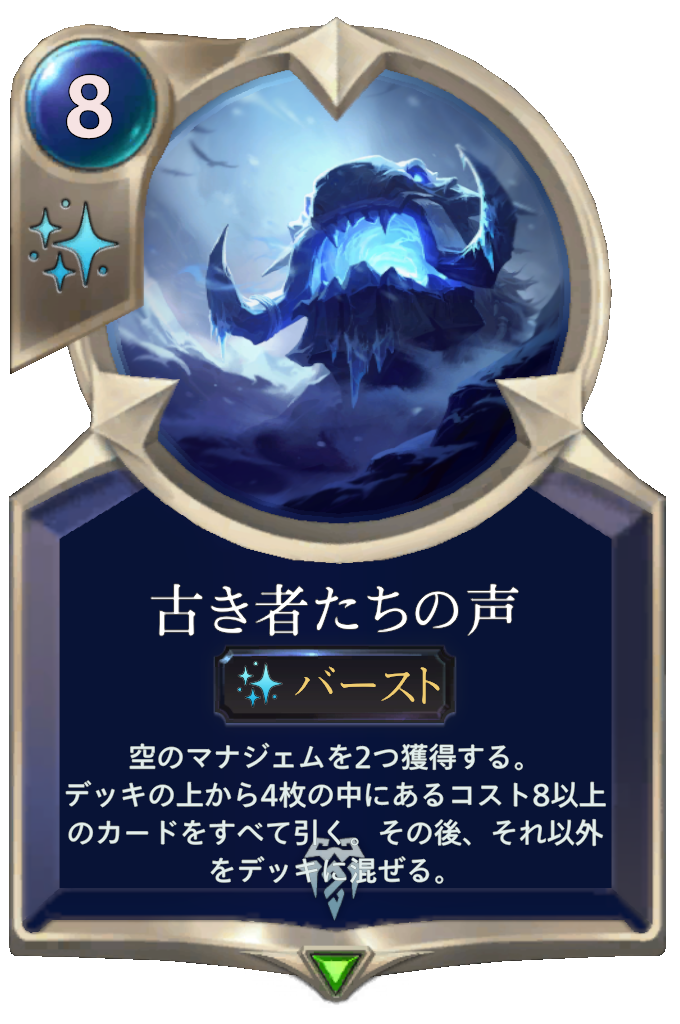 8
古き者たちの声
バースト
空のマナジェムを2つ獲得する。
デッキの上から4枚の中にあるコスト8以上
のカードをすべて引く。その後、それ以外
をデッキに混ぜる。